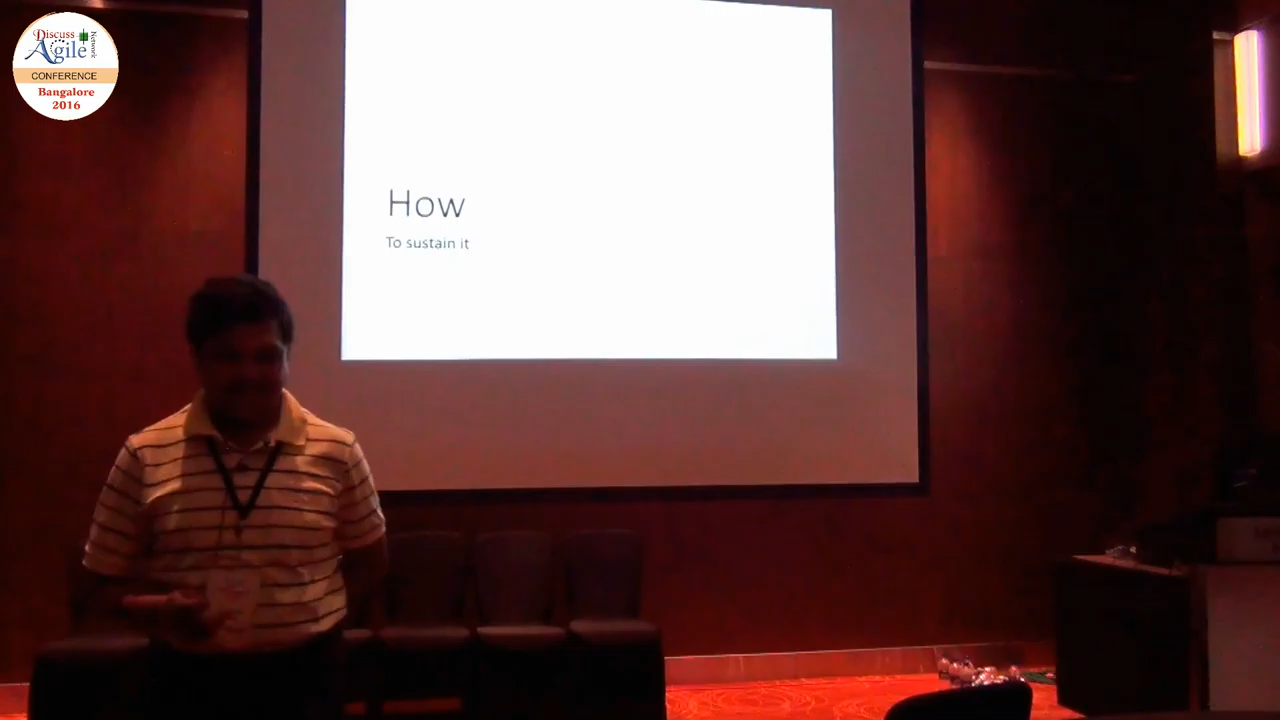 Discuss
Agile
Network
CONFERENCE
Bangalore
2016
How
To sustain it